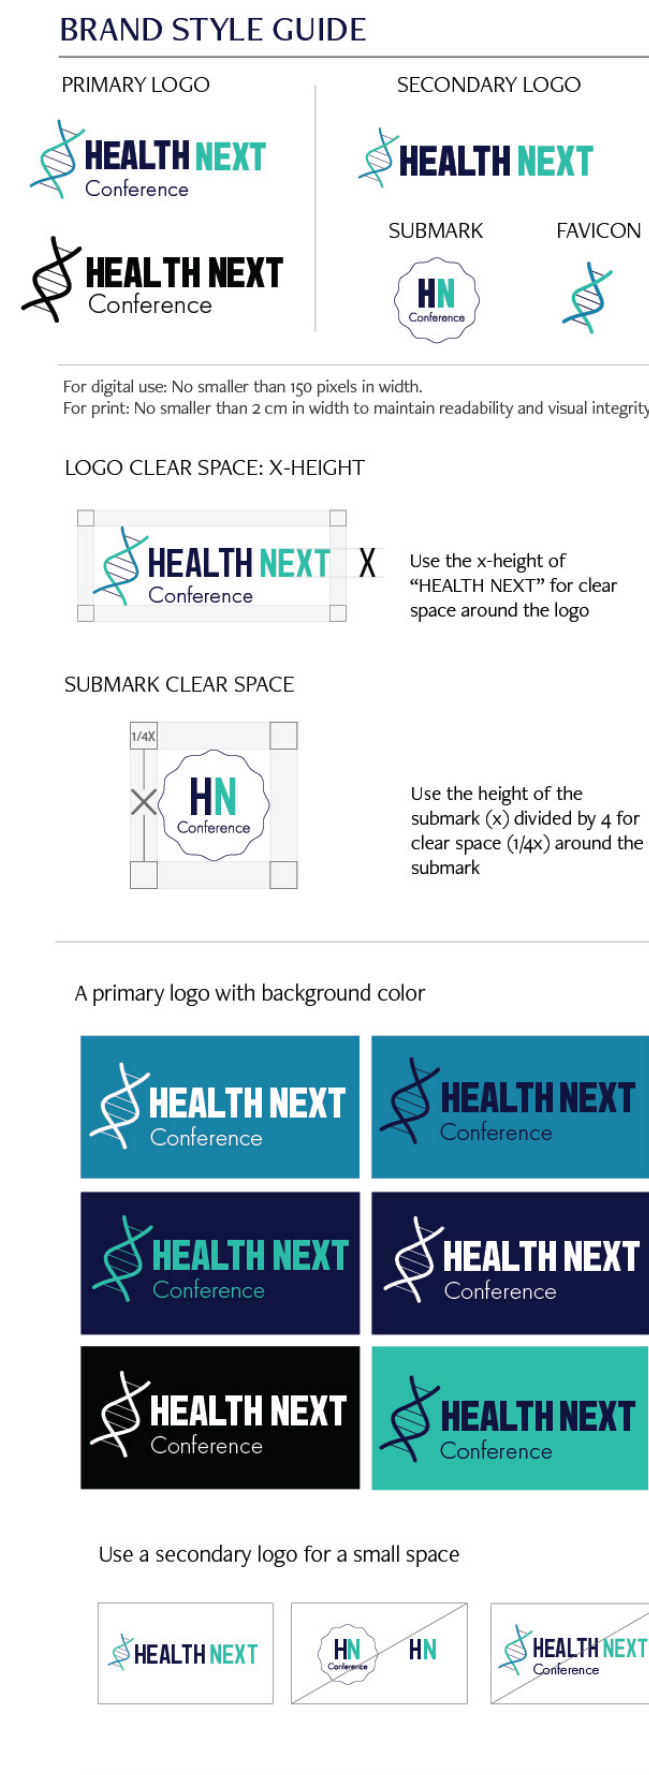 BRAND STYLE GUIDE
PRIMARY LOGO
HEALTH NEXT
Conference
HEALTH NEXT
Conference
SECONDARY LOGO
HEALTH NEXT
SUBMARK
FAVICON
HN
Conference
For digital use: No smaller than 150 pixels in width.
For print: No smaller than 2 cm in width to maintain readability and visual integrity
LOGO CLEAR SPACE: X-HEIGHT
HEALTH NEXT
Conference
X
Use the x-height of
“HEALTH NEXT” for clear
space around the logo
SUBMARK CLEAR SPACE
1/4X
X
HN
Conference
Use the height of the
submark (x) divided by 4 for
clear space (1/4x) around the
submark
A primary logo with background color
HEALTH NEXT
Conference
HEALTH NEXT
Conference
HEALTH NEXT
Conference
HEALTH NEXT
Conference
HEALTH NEXT
Conference
HEALTH NEXT
Conference
Use a secondary logo for a small space
HEALTH NEXT
HN
Conference
HN
HEALTH NEXT
Conference